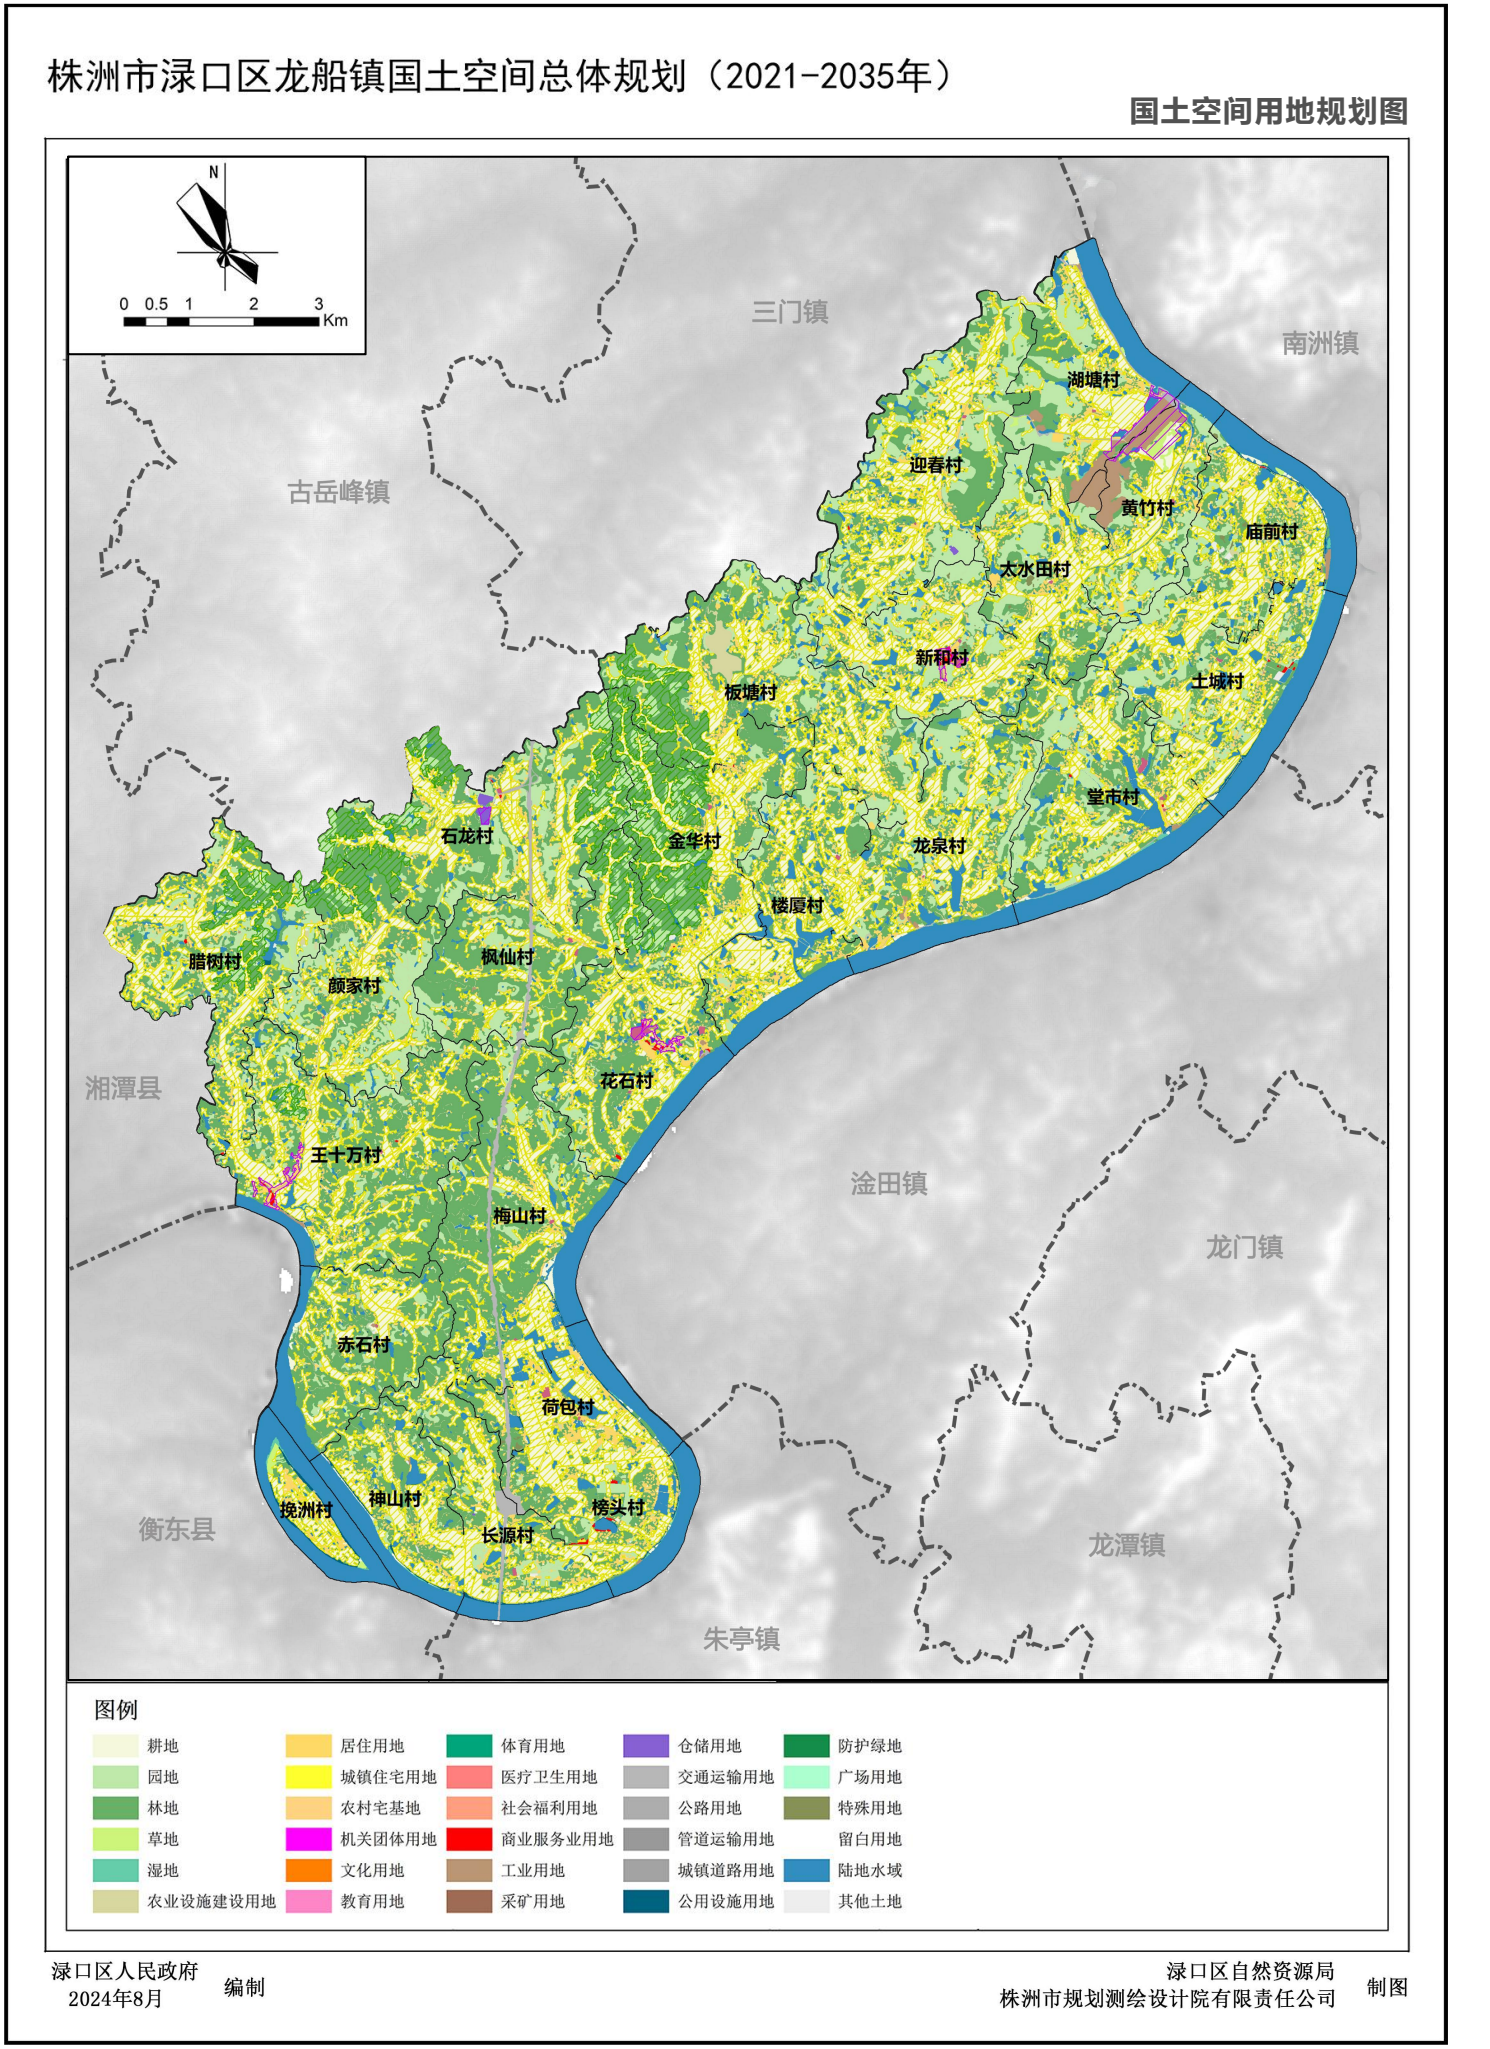 株洲市渌口区龙船镇国土空间总体规划（2021-2035年）
国土空间用地规划图
N
0 0.5 1 2 3
Km
三门镇
南洲镇
湖塘村
迎春村
古岳峰镇
黄竹村
庙前村
太水田村
新和村
土城村
板塘村
堂市村
石龙村
金华村
龙泉村
楼厦村
腊树村
枫仙村
颜家村
花石村
湘潭县
王十万村
淦田镇
梅山村
龙门镇
赤石村
荷包村
神山村
挽洲村
榜头村
衡东县
长源村
龙潭镇
朱亭镇
图例
耕地
园地
林地
草地
湿地
农业设施建设用地
居住用地
城镇住宅用地
农村宅基地
机关团体用地
文化用地
教育用地
体育用地
医疗卫生用地
社会福利用地
商业服务业用地
工业用地
采矿用地
仓储用地
交通运输用地
公路用地
管道运输用地
城镇道路用地
公用设施用地
防护绿地
广场用地
特殊用地
留白用地
陆地水域
其他土地
渌口区人民政府
2024年8月
编制
渌口区自然资源局
株洲市规划测绘设计院有限责任公司
制图